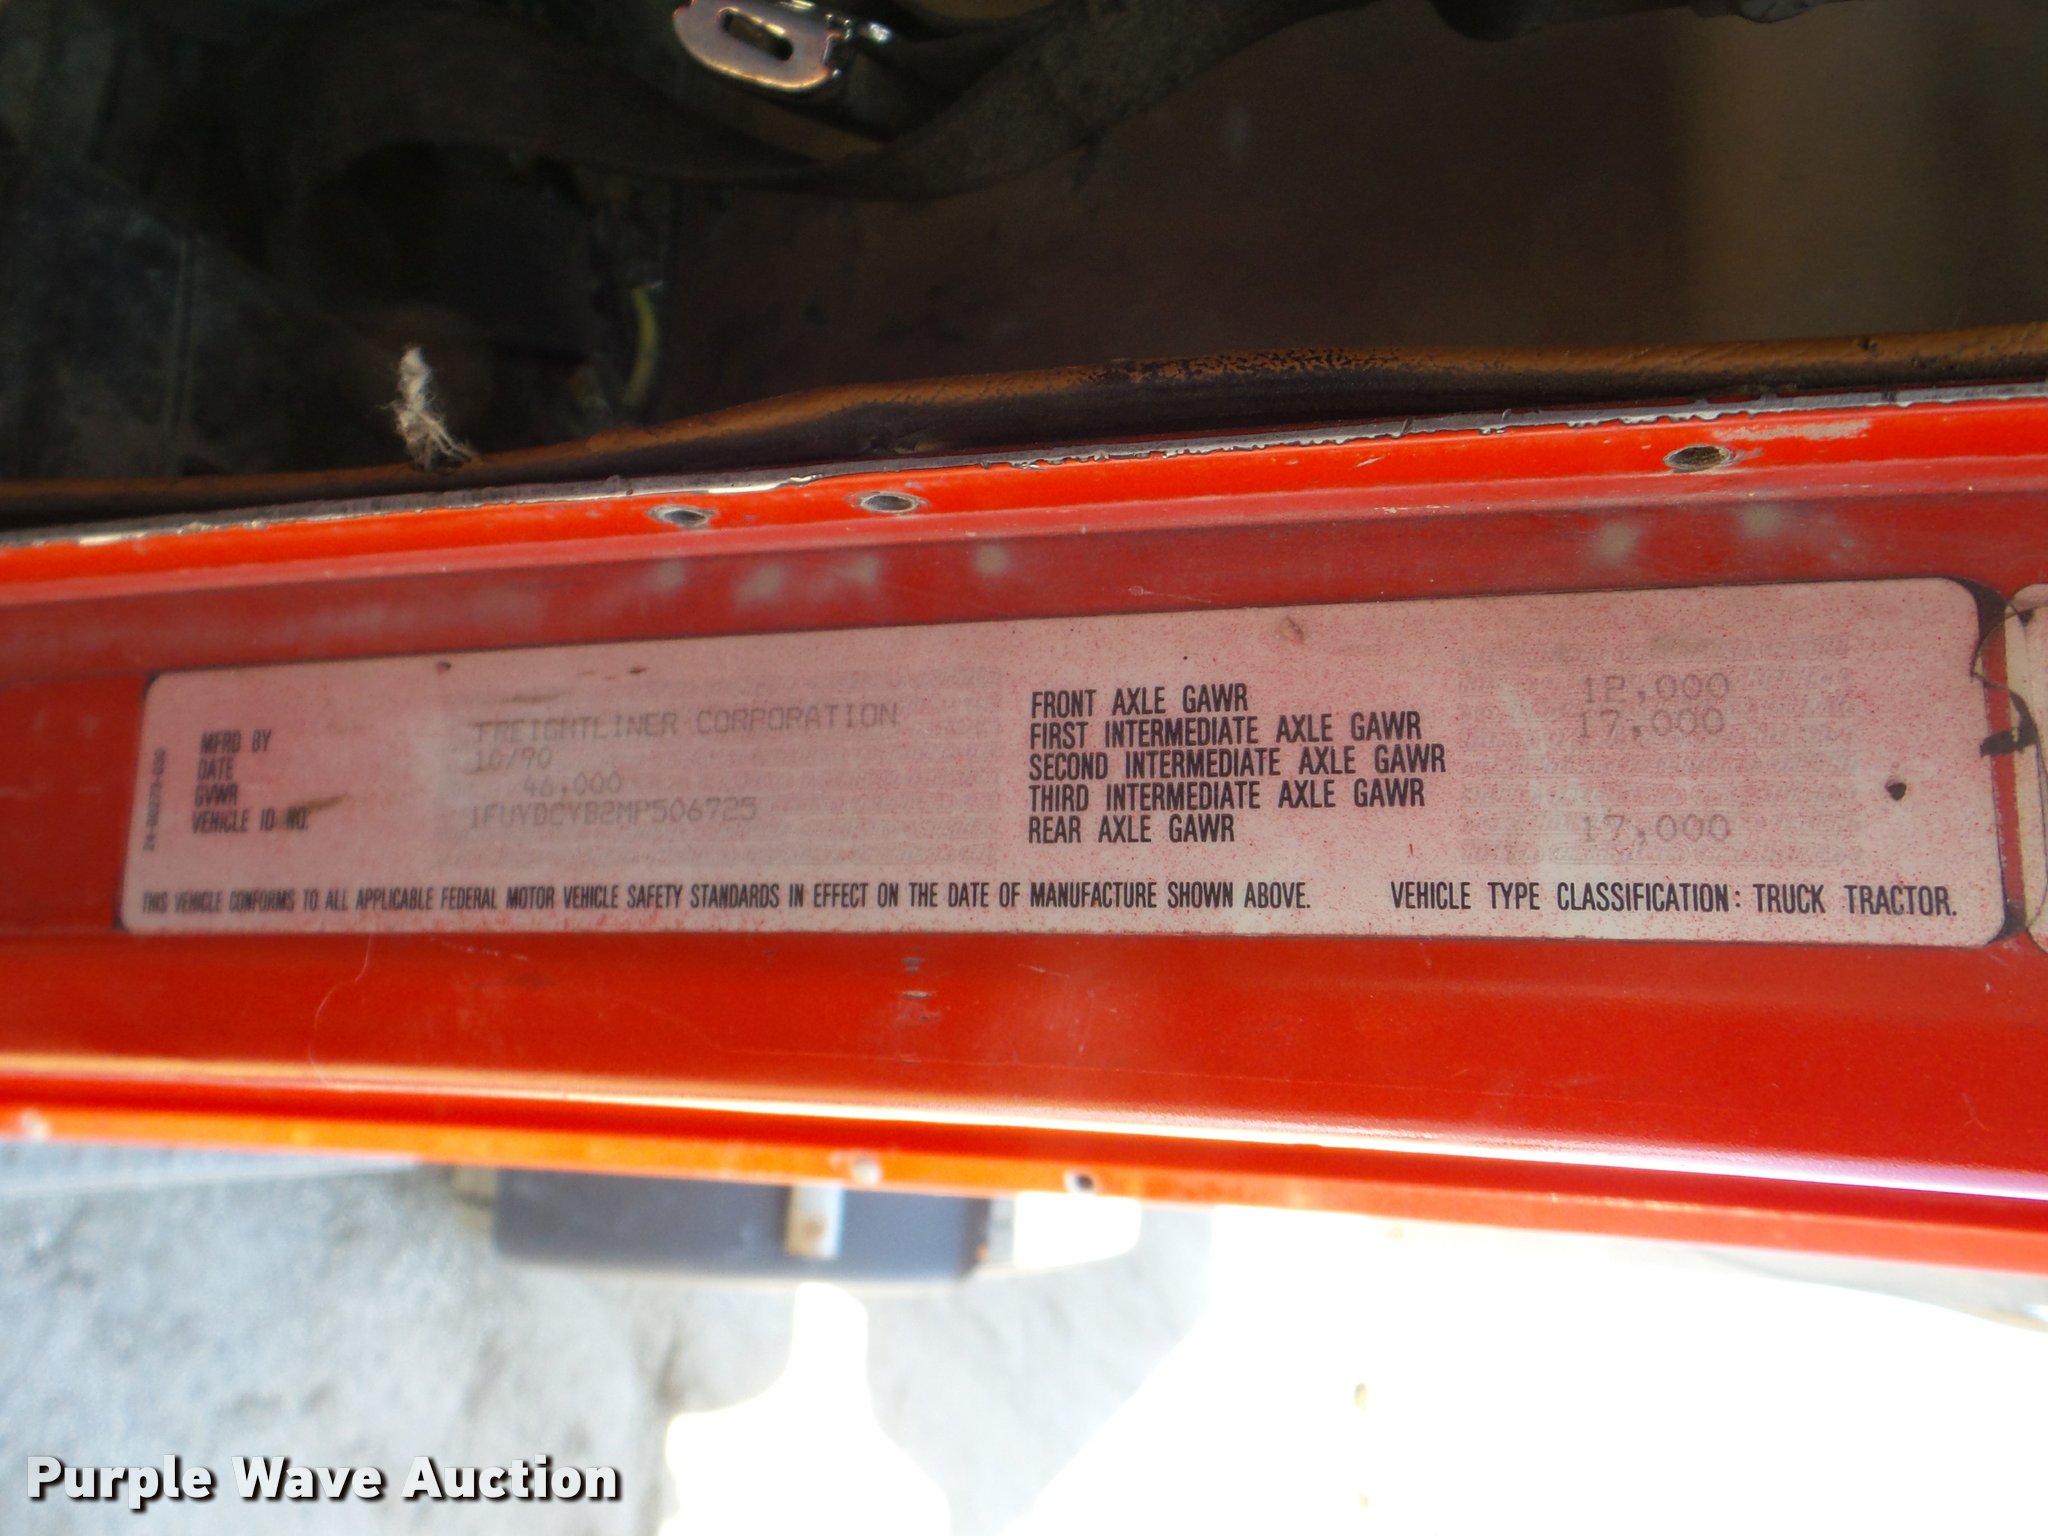 MFRD BY FREIGHTLINER CORPORATION
DATE 10/90
GVWR 46,000
VEHICLE ID NO. 1FUYDCYB2MP506725
FRONT AXLE GAWR 12,000
FIRST INTERMEDIATE AXLE GAWR 17,000
SECOND INTERMEDIATE AXLE GAWR
THIRD INTERMEDIATE AXLE GAWR
REAR AXLE GAWR 17,000
THIS VEHICLE CONFORMS TO ALL APPLICABLE FEDERAL MOTOR VEHICLE SAFETY STANDARDS IN EFFECT ON THE DATE OF MANUFACTURE SHOWN ABOVE. VEHICLE TYPE CLASSIFICATION: TRUCK TRACTOR.
Purple Wave Auction